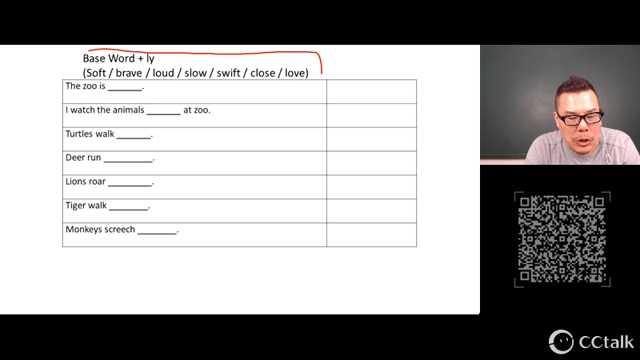 Base Word + ly
(Soft / brave / loud / slow / swift / close / love)
The zoo is _______.
I watch the animals _______ at zoo.
Turtles walk _______.
Deer run __________.
Lions roar ________.
Tiger walk ________.
Monkeys screech ________.
CCtalk